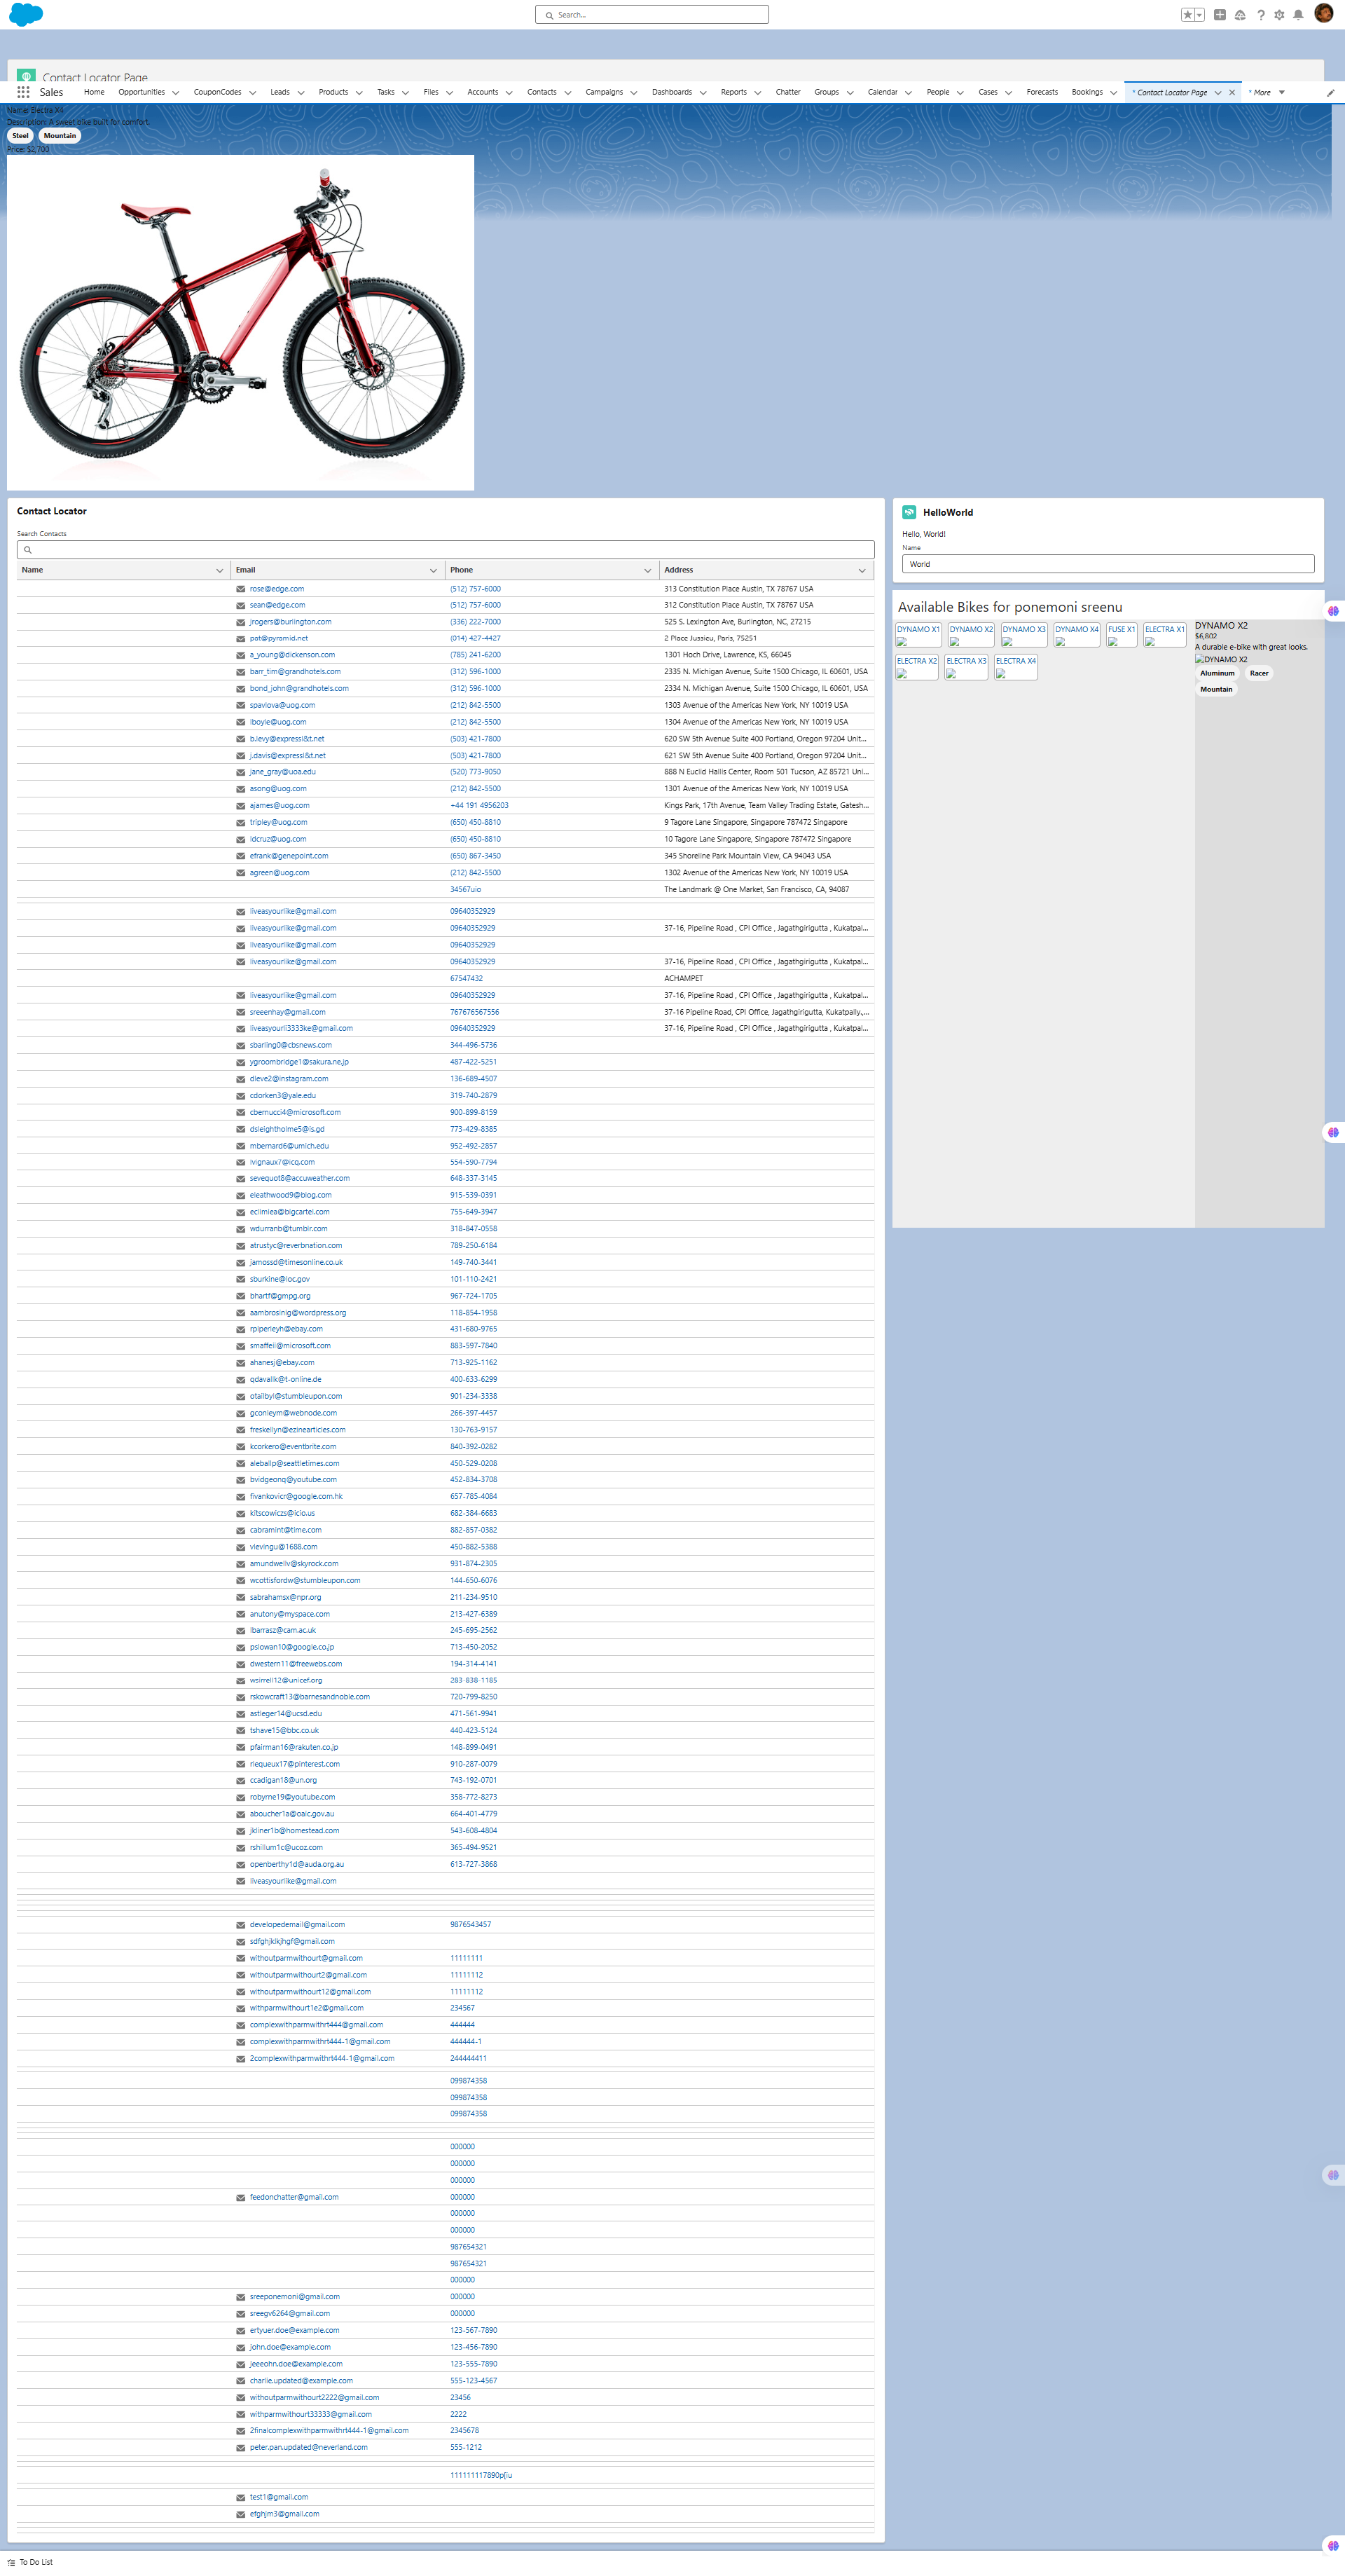 Search...
Contact Locator Page
Sales Home Opportunities CouponCodes Leads Products Tasks Files Accounts Contacts Campaigns Dashboards Reports Chatter Groups Calendar People Cases Forecasts Bookings * Contact Locator Page * More
Name: Electra X4
Description: A sweet bike built for comfort.
Steel Mountain
Price: $2,700
Contact Locator
Search Contacts
Name Email Phone Address
rose@edge.com (512) 757-6000 313 Constitution Place Austin, TX 78767 USA
sean@edge.com (512) 757-6000 312 Constitution Place Austin, TX 78767 USA
jrogers@burlington.com (336) 222-7000 525 S. Lexington Ave, Burlington, NC, 27215
pat@pyramid.net (014) 427-4427 2 Place Jussieu, Paris, 75251
a_young@dickenson.com (785) 241-6200 1301 Hoch Drive, Lawrence, KS, 66045
barr_tim@grandhotels.com (312) 596-1000 2335 N. Michigan Avenue, Suite 1500 Chicago, IL 60601, USA
bond_john@grandhotels.com (312) 596-1000 2334 N. Michigan Avenue, Suite 1500 Chicago, IL 60601, USA
spavlova@uog.com (212) 842-5500 1303 Avenue of the Americas New York, NY 10019 USA
lboyle@uog.com (212) 842-5500 1304 Avenue of the Americas New York, NY 10019 USA
b.levy@expressl&t.net (503) 421-7800 620 SW 5th Avenue Suite 400 Portland, Oregon 97204 Unit...
j.davis@expressl&t.net (503) 421-7800 621 SW 5th Avenue Suite 400 Portland, Oregon 97204 Unit...
jane_gray@uoa.edu (520) 773-9050 888 N Euclid Hallis Center, Room 501 Tucson, AZ 85721 Uni...
asong@uog.com (212) 842-5500 1301 Avenue of the Americas New York, NY 10019 USA
ajames@uog.com +44 191 4956203 Kings Park, 17th Avenue, Team Valley Trading Estate, Gatesh...
tripley@uog.com (650) 450-8810 9 Tagore Lane Singapore, Singapore 787472 Singapore
ldcruz@uog.com (650) 450-8810 10 Tagore Lane Singapore, Singapore 787472 Singapore
efrank@genepoint.com (650) 867-3450 345 Shoreline Park Mountain View, CA 94043 USA
agreen@uog.com (212) 842-5500 1302 Avenue of the Americas New York, NY 10019 USA
34567uio The Landmark @ One Market, San Francisco, CA, 94087
liveasyourlike@gmail.com 09640352929
liveasyourlike@gmail.com 09640352929 37-16, Pipeline Road , CPI Office , Jagathgirigutta , Kukatpal...
liveasyourlike@gmail.com 09640352929
liveasyourlike@gmail.com 09640352929 37-16, Pipeline Road , CPI Office , Jagathgirigutta , Kukatpal...
67547432 ACHAMPET
liveasyourlike@gmail.com 09640352929 37-16, Pipeline Road , CPI Office , Jagathgirigutta , Kukatpal...
sreeenhay@gmail.com 767676567556 37-16 Pipeline Road, CPI Office, Jagathgirigutta, Kukatpally,...
liveasyourli3333ke@gmail.com 09640352929 37-16, Pipeline Road , CPI Office , Jagathgirigutta , Kukatpal...
sbarling0@cbsnews.com 344-496-5736
ygroombridge1@sakura.ne.jp 487-422-5251
dleve2@instagram.com 136-689-4507
cdorken3@yale.edu 319-740-2879
cbernucci4@microsoft.com 900-899-8159
dsleightholme5@is.gd 773-429-8385
mbernard6@umich.edu 952-492-2857
lvignaux7@icq.com 554-590-7794
sevequot8@accuweather.com 648-337-3145
eleathwood9@blog.com 915-539-0391
eclimiea@bigcartel.com 755-649-3947
wdurranb@tumblr.com 318-847-0558
atrustyc@reverbnation.com 789-250-6184
jamossd@timesonline.co.uk 149-740-3441
sburkine@loc.gov 101-110-2421
bhartf@gmpg.org 967-724-1705
aambrosinig@wordpress.org 118-854-1958
rpiperleyh@ebay.com 431-680-9765
smaffeii@microsoft.com 883-597-7840
ahanesj@ebay.com 713-925-1162
qdavallk@t-online.de 400-633-6299
otailbyl@stumbleupon.com 901-234-3338
gconleym@webnode.com 266-397-4457
freskellyn@ezinearticles.com 130-763-9157
kcorkero@eventbrite.com 840-392-0282
aleballp@seattletimes.com 450-529-0208
bvidgeonq@youtube.com 452-834-3708
fivankovicr@google.com.hk 657-785-4084
kitscowiczs@icio.us 682-384-6683
cabramint@time.com 882-857-0382
vlevingu@1688.com 450-882-5388
amundwellv@skyrock.com 931-874-2305
wcottisfordw@stumbleupon.com 144-650-6076
sabrahamsx@npr.org 211-234-9510
anutony@myspace.com 213-427-6389
lbarrasz@cam.ac.uk 245-695-2562
pslowan10@google.co.jp 713-450-2052
dwestern11@freewebs.com 194-314-4141
wsirrell12@unicef.org 283-838-1185
rskowcraft13@barnesandnoble.com 720-799-8250
astleger14@ucsd.edu 471-561-9941
tshave15@bbc.co.uk 440-423-5124
pfairman16@rakuten.co.jp 148-899-0491
rlequeux17@pinterest.com 910-287-0079
ccadigan18@un.org 743-192-0701
robyrne19@youtube.com 358-772-8273
aboucher1a@oaic.gov.au 664-401-4779
jkliner1b@homestead.com 543-608-4804
rshillum1c@ucoz.com 365-494-9521
openberthy1d@auda.org.au 613-727-3868
liveasyourlike@gmail.com
developedemail@gmail.com 9876543457
sdfghjklkjhgf@gmail.com
withoutparmwithourt@gmail.com 11111111
withoutparmwithourt2@gmail.com 11111112
withoutparmwithourt12@gmail.com 11111112
withparmwithourt1e2@gmail.com 234567
complexwithparmwithrt444@gmail.com 444444
complexwithparmwithrt444-1@gmail.com 444444-1
2complexwithparmwithrt444-1@gmail.com 244444411
099874358
099874358
099874358
000000
000000
000000
feedonchatter@gmail.com 000000
000000
000000
987654321
987654321
000000
sreeponemoni@gmail.com 000000
sreegv6264@gmail.com 000000
ertyuer.doe@example.com 123-567-7890
john.doe@example.com 123-456-7890
jeeeohn.doe@example.com 123-555-7890
charlie.updated@example.com 555-123-4567
withoutparmwithourt2222@gmail.com 23456
withparmwithourt33333@gmail.com 2222
2finalcomplexwithparmwithrt444-1@gmail.com 2345678
peter.pan.updated@neverland.com 555-1212
111111117890p[iu
test1@gmail.com
efghjm3@gmail.com
HelloWorld
Hello, World!
Name
World
Available Bikes for ponemoni sreenu
DYNAMO X1 DYNAMO X2 DYNAMO X3 DYNAMO X4 FUSE X1 ELECTRA X1
ELECTRA X2 ELECTRA X3 ELECTRA X4
DYNAMO X2
$6,802
A durable e-bike with great looks.
DYNAMO X2
Aluminum Racer
Mountain
To Do List